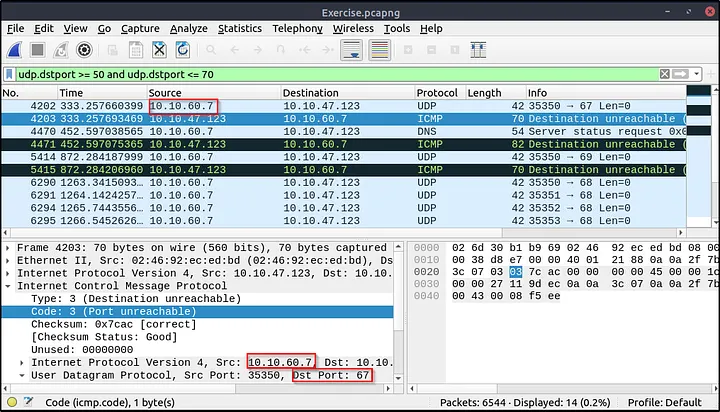 Exercise.pcapng
File Edit View Go Capture Analyze Statistics Telephony Wireless Tools Help
udp.dstport >= 50 and udp.dstport <= 70
No. Time Source Destination Protocol Length Info
4202 333.257660399 10.10.60.7 10.10.47.123 UDP 42 35350 → 67 Len=0
4203 333.257693469 10.10.47.123 10.10.60.7 ICMP 70 Destination unreachable (
4470 452.597038565 10.10.60.7 10.10.47.123 DNS 54 Server status request 0x0
4471 452.597075365 10.10.47.123 10.10.60.7 ICMP 82 Destination unreachable (
5414 872.284187999 10.10.60.7 10.10.47.123 UDP 54 35350 → 69 Len=0
5415 872.284206960 10.10.47.123 10.10.60.7 ICMP 70 Destination unreachable (
6290 1263.3415093… 10.10.60.7 10.10.47.123 UDP 42 35350 → 68 Len=0
6291 1264.1424257… 10.10.60.7 10.10.47.123 UDP 42 35351 → 68 Len=0
6294 1265.7443556… 10.10.60.7 10.10.47.123 UDP 42 35352 → 68 Len=0
6295 1266.5452626… 10.10.60.7 10.10.47.123 UDP 42 35353 → 68 Len=0
Frame 4203: 70 bytes on wire (560 bits), 70 bytes captured
Ethernet II, Src: 02:46:92:ec:ed:bd (02:46:92:ec:ed:bd), Ds
Internet Protocol Version 4, Src: 10.10.47.123, Dst: 10.10.
Internet Control Message Protocol
Type: 3 (Destination unreachable)
Code: 3 (Port unreachable)
Checksum: 0x7cac [correct]
[Checksum Status: Good]
Unused: 00000000
Internet Protocol Version 4, Src: 10.10.60.7, Dst: 10.10.
User Datagram Protocol, Src Port: 35350, Dst Port: 67
0000 02 6d 30 b1 b9 69 02 46 92 ec ed bd 08 00
0010 00 38 d8 e7 00 00 40 01 21 88 0a 0a 2f 7b
0020 3c 07 03 03 7c ac 00 00 00 00 45 00 00 1c
0030 00 00 27 11 9d ec 0a 0a 3c 07 0a 0a 2f 7b
0040 00 43 00 08 f5 ee
Code (icmp.code), 1 byte(s)
Packets: 6544 · Displayed: 14 (0.2%)
Profile: Default